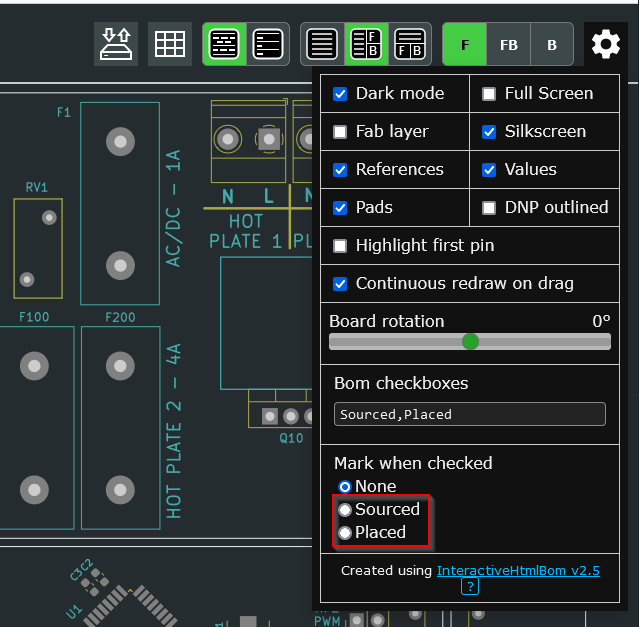 F
B
F B
F
FB
B
Dark mode
Full Screen
Fab layer
Silkscreen
References
Values
Pads
DNP outlined
Highlight first pin
Continuous redraw on drag
Board rotation
0°
Bom checkboxes
Sourced,Placed
Mark when checked
None
Sourced
Placed
Created using InteractiveHtmlBom v2.5
?
F1
AC/DC – 1A
RV1
N L
N
HOT
PLATE 1
PL
F100
F200
HOT PLATE 2 – 4A
Q10
C3
C2
U1
PWM